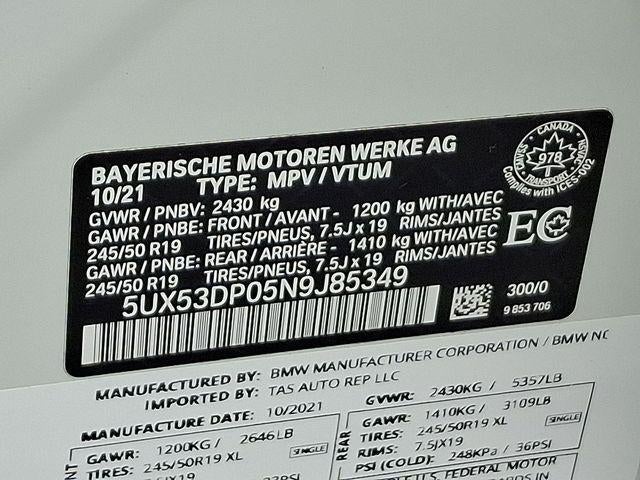 BAYERISCHE MOTOREN WERKE AG
10/21 TYPE: MPV / VTUM
GVWR / PNBV: 2430 kg
GAWR / PNBE: FRONT / AVANT - 1200 kg WITH/AVEC
245/50 R19 TIRES/PNEUS, 7.5J x 19 RIMS/JANTES
GAWR / PNBE: REAR / ARRIÈRE - 1410 kg WITH/AVEC
245/50 R19 TIRES/PNEUS, 7.5J x 19 RIMS/JANTES
5UX53DP05N9J85349
CANADA
978
TRANSPORT
Complies with ICES-002
EC
300/0
9 853 706
MANUFACTURED BY: BMW MANUFACTURER CORPORATION / BMW NC
IMPORTED BY: TAS AUTO REP LLC
MANUFACTURE DATE: 10/2021
GAWR: 1200KG / 2646LB
TIRES: 245/50R19 XL
SINGLE
GVWR: 2430KG / 5357LB
REAR
GAWR: 1410KG / 3109LB
TIRES: 245/50R19 XL
RIMS: 7.5JX19
SINGLE
PSI (COLD): 248KPA / 36PSI
U.S. FEDERAL MOTOR